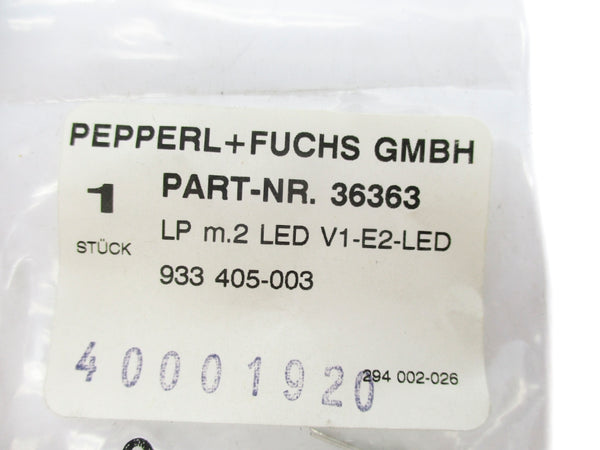 PEPPERL+FUCHS GMBH
1 PART-NR. 36363
STÜCK LP m.2 LED V1-E2-LED
933 405-003
40001920
294 002-026